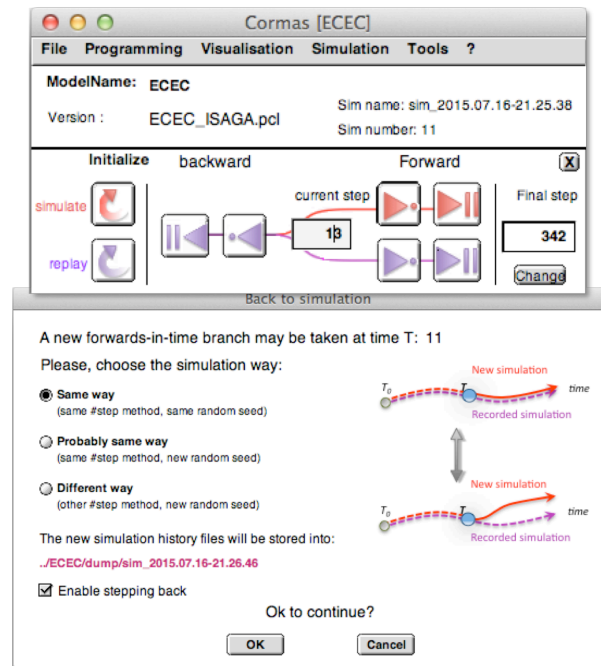 Cormas [ECEC]
File Programming Visualisation Simulation Tools ?
ModelName: ECEC
Version : ECEC_ISAGA.pcl
Sim name: sim_2015.07.16-21.25.38
Sim number: 11
Initialize backward Forward X
simulate
current step
Final step
13
342
replay
Change
Back to simulation
A new forwards-in-time branch may be taken at time T: 11
Please, choose the simulation way:
Same way
(same #step method, same random seed)
Probably same way
(same #step method, new random seed)
Different way
(other #step method, new random seed)
New simulation
T0 T time
Recorded simulation
New simulation
T0 T time
Recorded simulation
The new simulation history files will be stored into:
../ECEC/dump/sim_2015.07.16-21.26.46
Enable stepping back
Ok to continue?
OK Cancel